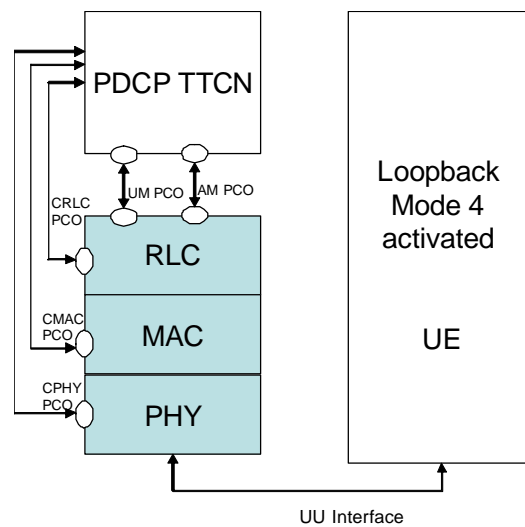 PDCP TTCN
UM PCO
AM PCO
CRLC
PCO
RLC
CMAC
PCO
MAC
CPHY
PCO
PHY
Loopback
Mode 4
activated
UE
UU Interface